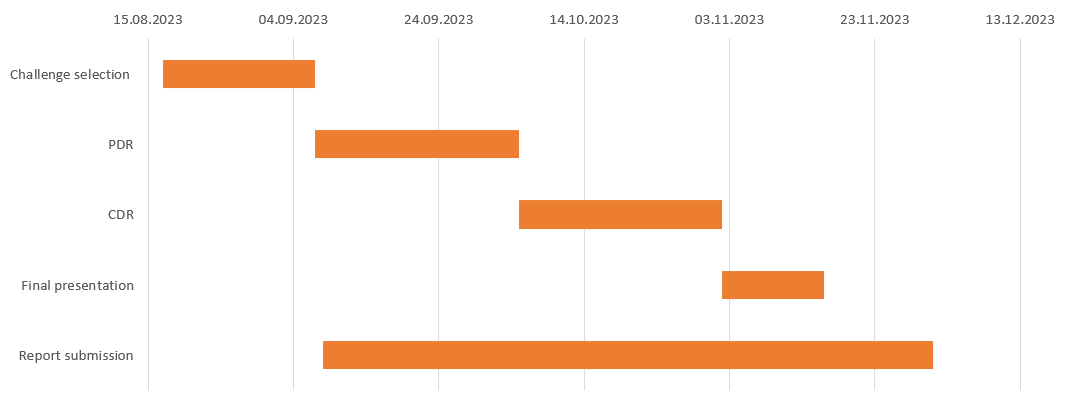 15.08.2023 04.09.2023 24.09.2023 14.10.2023 03.11.2023 23.11.2023 13.12.2023
Challenge selection
PDR
CDR
Final presentation
Report submission